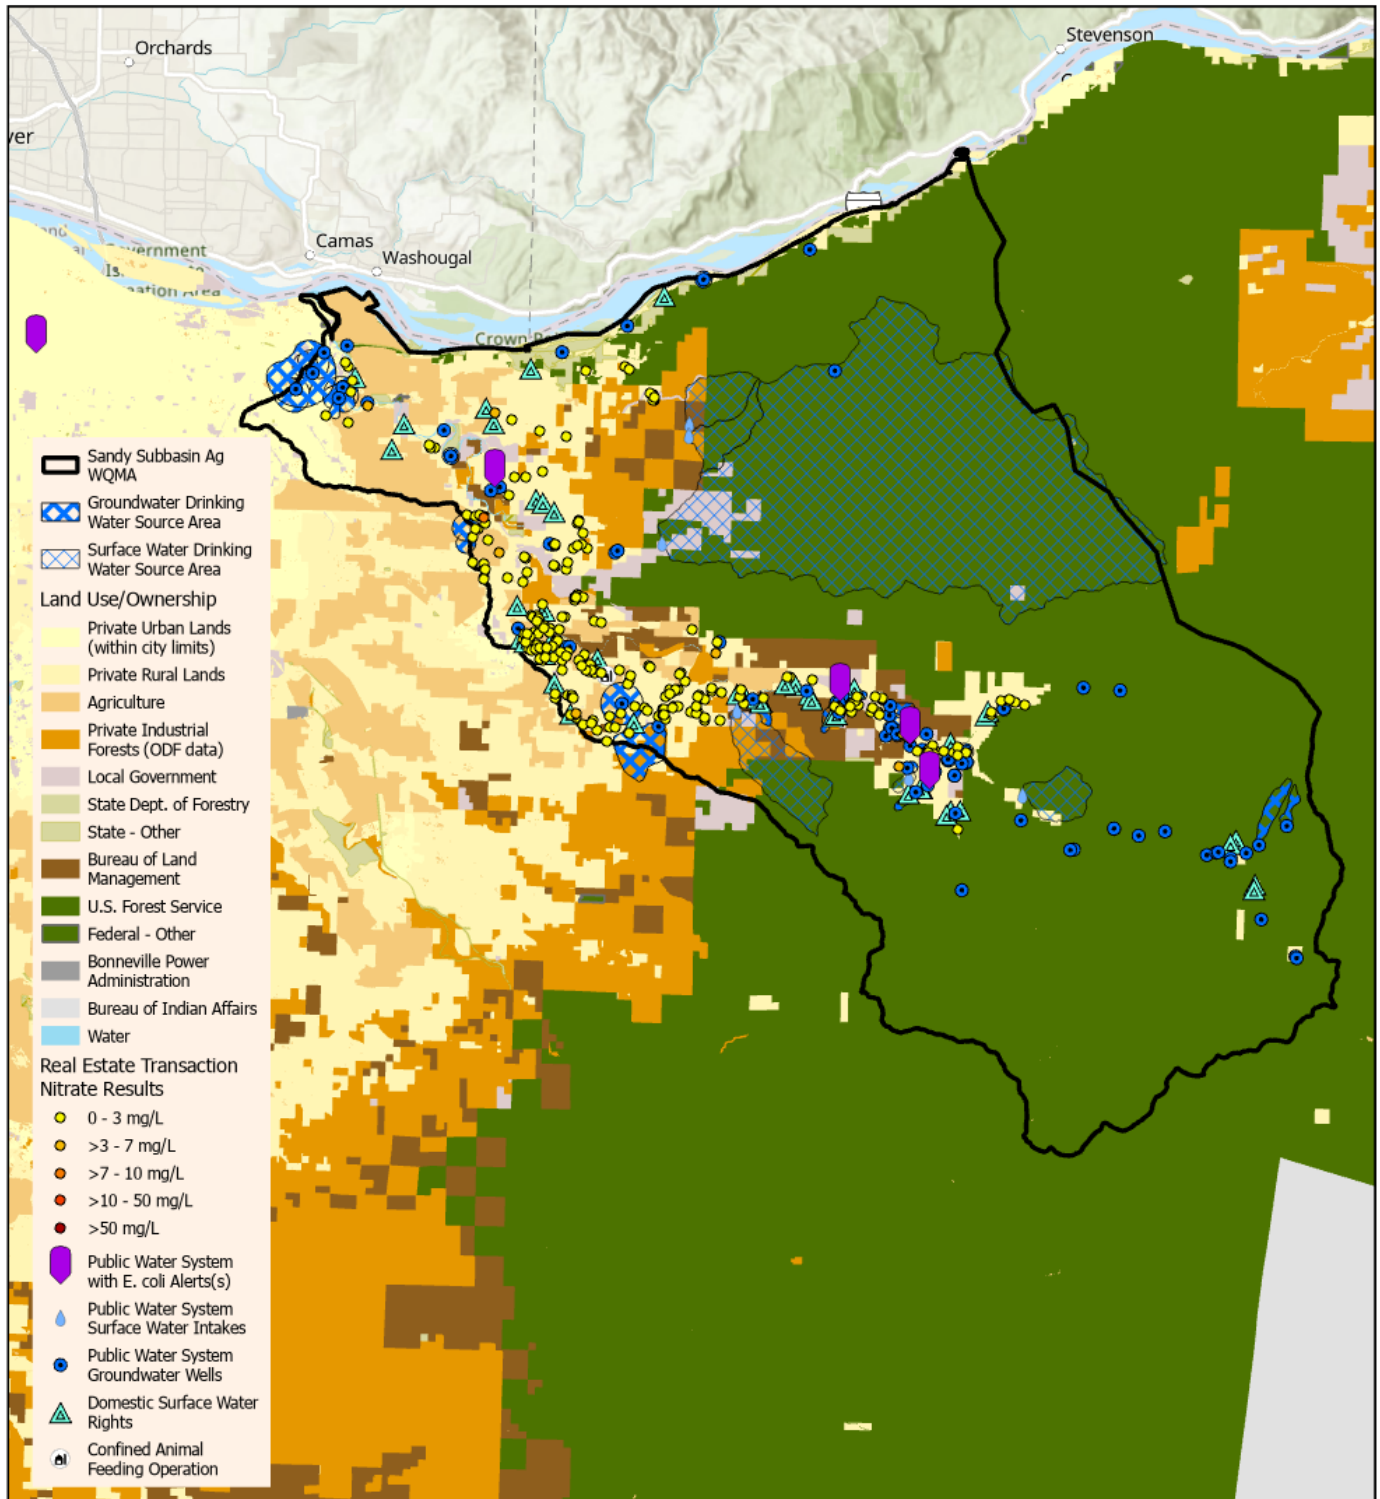 Stevenson
Orchards
Camas
Washougal
Crown
Sandy Subbasin Ag
WQMA
Groundwater Drinking
Water Source Area
Surface Water Drinking
Water Source Area
Land Use/Ownership
Private Urban Lands
(within city limits)
Private Rural Lands
Agriculture
Private Industrial
Forests (ODF data)
Local Government
State Dept. of Forestry
State - Other
Bureau of Land
Management
U.S. Forest Service
Federal - Other
Bonneville Power
Administration
Bureau of Indian Affairs
Water
Real Estate Transaction
Nitrate Results
0 - 3 mg/L
>3 - 7 mg/L
>7 - 10 mg/L
>10 - 50 mg/L
>50 mg/L
Public Water System
with E. coli Alerts(s)
Public Water System
Surface Water Intakes
Public Water System
Groundwater Wells
Domestic Surface Water
Rights
Confined Animal
Feeding Operation